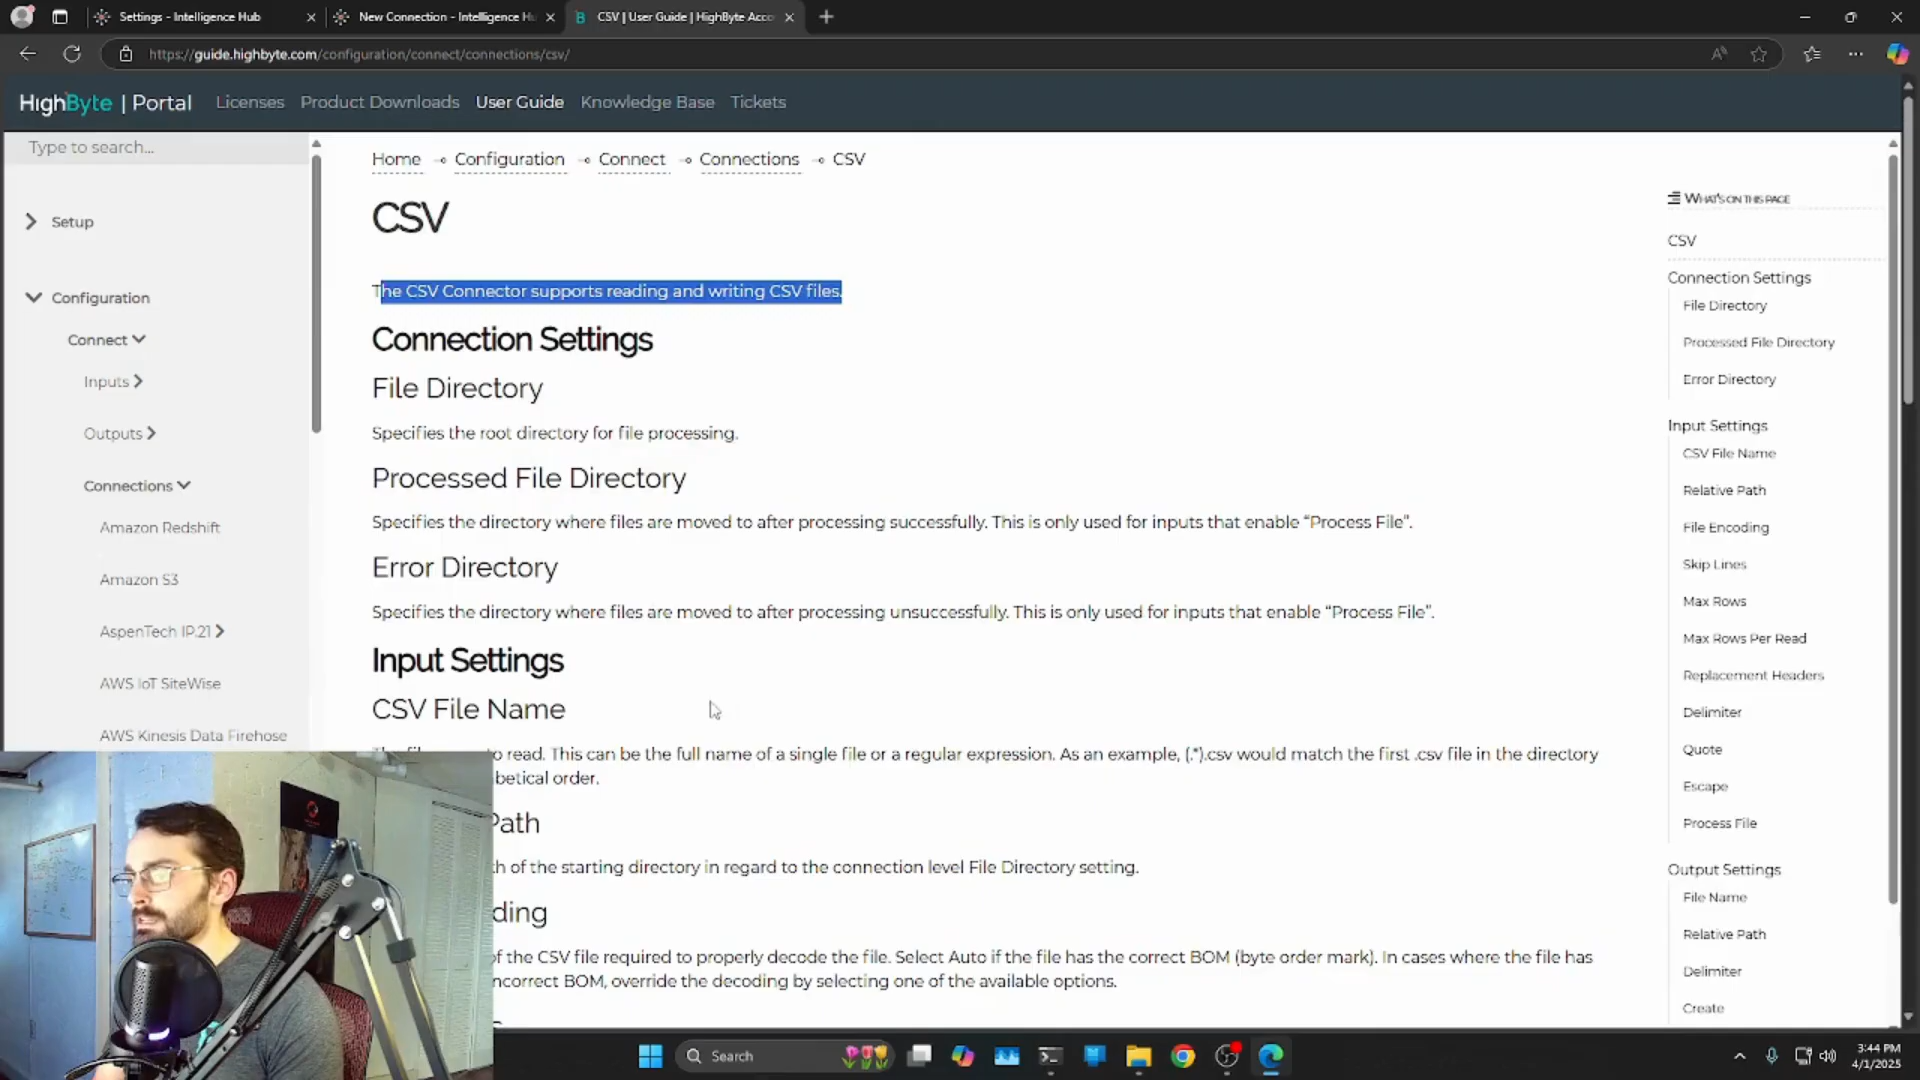 Settings - Intelligence Hub
New Connection - Intelligence Hu
CSV | User Guide | HighByte Acco
https://guide.highbyte.com/configuration/connect/connections/csv/
HighByte | Portal
Licenses
Product Downloads
User Guide
Knowledge Base
Tickets
Type to search...
Setup
Configuration
Connect
Inputs
Outputs
Connections
Amazon Redshift
Amazon S3
AspenTech IP.21
AWS IoT SiteWise
AWS Kinesis Data Firehose
Home Configuration Connect Connections CSV
CSV
The CSV Connector supports reading and writing CSV files.
Connection Settings
File Directory
Specifies the root directory for file processing.
Processed File Directory
Specifies the directory where files are moved to after processing successfully. This is only used for inputs that enable “Process File”.
Error Directory
Specifies the directory where files are moved to after processing unsuccessfully. This is only used for inputs that enable “Process File”.
Input Settings
CSV File Name
to read. This can be the full name of a single file or a regular expression. As an example, (.*).csv would match the first .csv file in the directory
betical order.
Path
of the starting directory in regard to the connection level File Directory setting.
ding
of the CSV file required to properly decode the file. Select Auto if the file has the correct BOM (byte order mark). In cases where the file has
ncorrect BOM, override the decoding by selecting one of the available options.
What's on this page
CSV
Connection Settings
File Directory
Processed File Directory
Error Directory
Input Settings
CSV File Name
Relative Path
File Encoding
Skip Lines
Max Rows
Max Rows Per Read
Replacement Headers
Delimiter
Quote
Escape
Process File
Output Settings
File Name
Relative Path
Delimiter
Create
Search
3:44 PM
4/1/2025